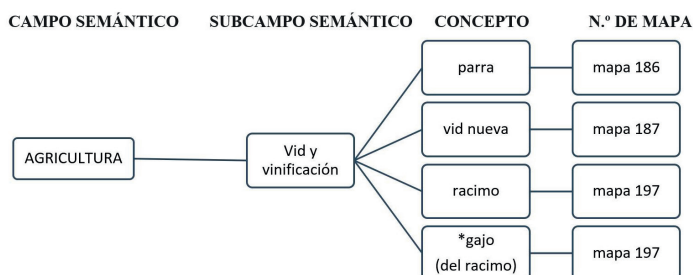 CAMPO SEMÁNTICO SUBCAMPO SEMÁNTICO CONCEPTO N.º DE MAPA
parra mapa 186
vid nueva mapa 187
AGRICULTURA
Vid y
vinificación
racimo mapa 197
*gajo
(del racimo)
mapa 197